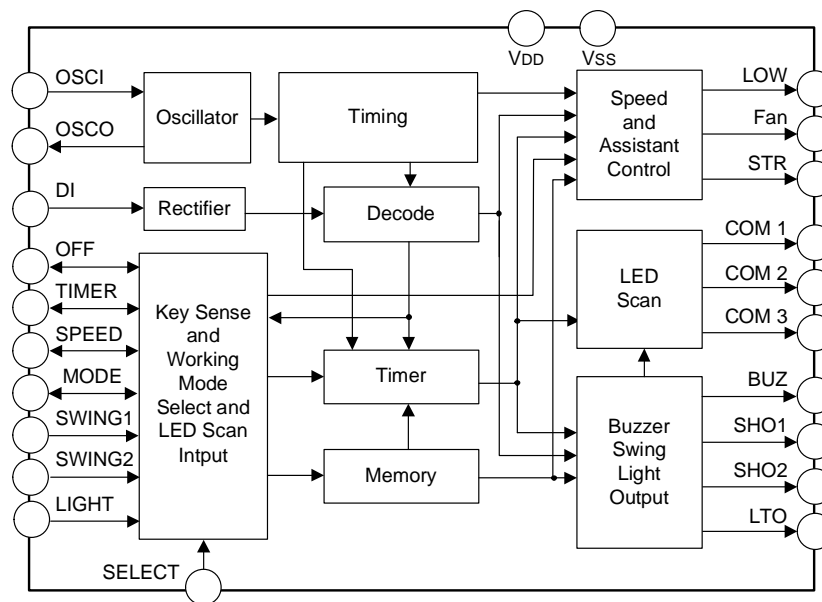 VDD
VSS
OSCI
OSCO
DI
OFF
TIMER
SPEED
MODE
SWING1
SWING2
LIGHT
SELECT
Oscillator
Timing
Rectifier
Decode
Key Sense
and
Working
Mode
Select and
LED Scan
Intput
Timer
Memory
Speed
and
Assistant
Control
LED
Scan
Buzzer
Swing
Light
Output
LOW
Fan
STR
COM 1
COM 2
COM 3
BUZ
SHO1
SHO2
LTO